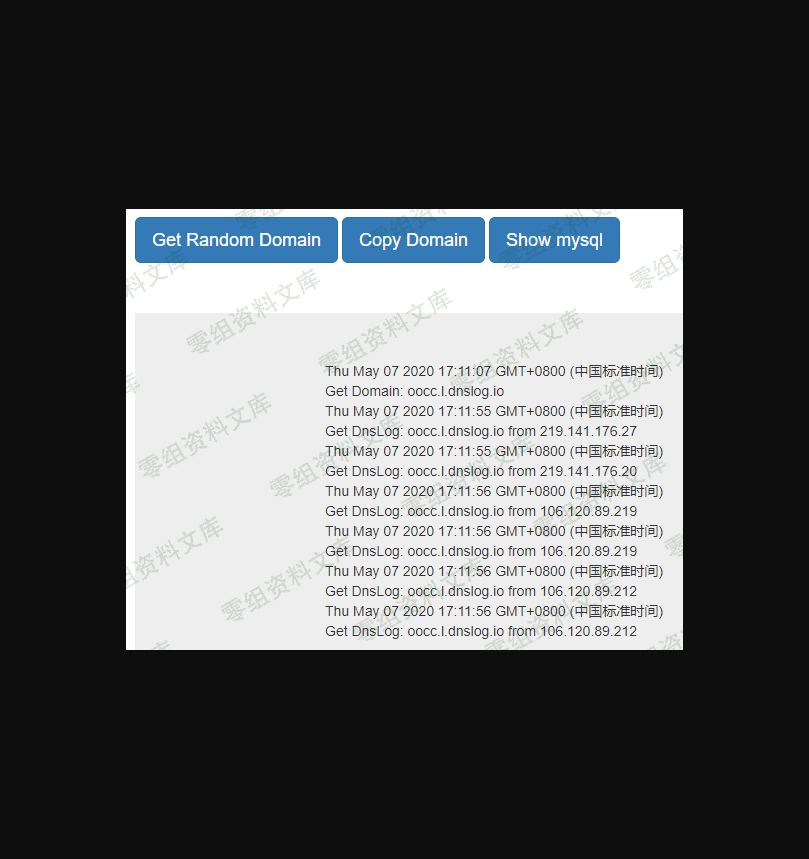 Get Random Domain
Copy Domain
Show mysql
Thu May 07 2020 17:11:07 GMT+0800 (中国标准时间)
Get Domain: oocc.l.dnslog.io
Thu May 07 2020 17:11:55 GMT+0800 (中国标准时间)
Get DnsLog: oocc.l.dnslog.io from 219.141.176.27
Thu May 07 2020 17:11:55 GMT+0800 (中国标准时间)
Get DnsLog: oocc.l.dnslog.io from 219.141.176.20
Thu May 07 2020 17:11:56 GMT+0800 (中国标准时间)
Get DnsLog: oocc.l.dnslog.io from 106.120.89.219
Thu May 07 2020 17:11:56 GMT+0800 (中国标准时间)
Get DnsLog: oocc.l.dnslog.io from 106.120.89.219
Thu May 07 2020 17:11:56 GMT+0800 (中国标准时间)
Get DnsLog: oocc.l.dnslog.io from 106.120.89.212
Thu May 07 2020 17:11:56 GMT+0800 (中国标准时间)
Get DnsLog: oocc.l.dnslog.io from 106.120.89.212
零组资料文库